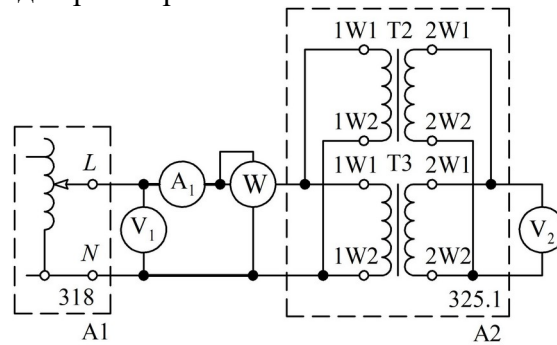 1W1 T2 2W1
1W2 2W2
1W1 T3 2W1
L A₁ W
V₁ V₂
N 1W2 2W2
318 325.1
A1 A2